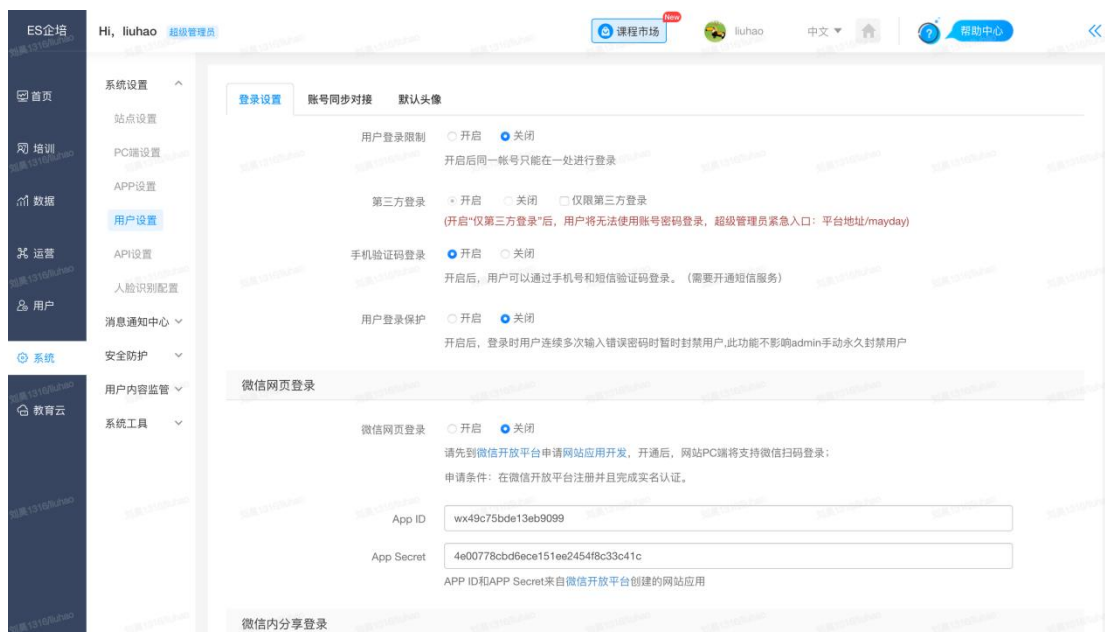 ES企培
Hi, liuhao 超级管理员
New
课程市场
liuhao
中文
帮助中心
首页
培训
数据
运营
用户
系统
教育云
系统设置
站点设置
PC端设置
APP设置
用户设置
API设置
人脸识别配置
消息通知中心
安全防护
用户内容监管
系统工具
登录设置 账号同步对接 默认头像
用户登录限制 开启 关闭
开启后同一帐号只能在一处进行登录
第三方登录 开启 关闭 仅限第三方登录
(开启“仅第三方登录”后，用户将无法使用账号密码登录，超级管理员紧急入口：平台地址/mayday)
手机验证码登录 开启 关闭
开启后，用户可以通过手机号和短信验证码登录。（需要开通短信服务）
用户登录保护 开启 关闭
开启后，登录时用户连续多次输入错误密码时暂时封禁用户,此功能不影响admin手动永久封禁用户
微信网页登录
微信网页登录 开启 关闭
请先到微信开放平台申请网站应用开发，开通后，网站PC端将支持微信扫码登录；
申请条件：在微信开放平台注册并且完成实名认证。
App ID wx49c75bde13eb9099
App Secret 4e00778cbd6ece151ee2454f8c33c41c
APP ID和APP Secret来自微信开放平台创建的网站应用
微信内分享登录